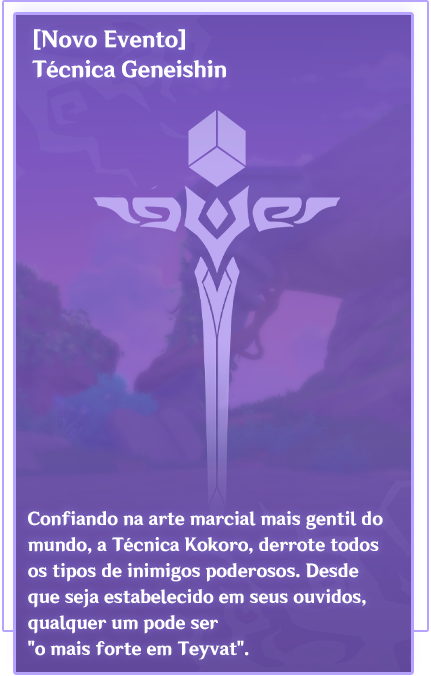 [Novo Evento]
Técnica Geneishin
Confiando na arte marcial mais gentil do
mundo, a Técnica Kokoro, derrote todos
os tipos de inimigos poderosos. Desde
que seja estabelecido em seus ouvidos,
qualquer um pode ser
"o mais forte em Teyvat".